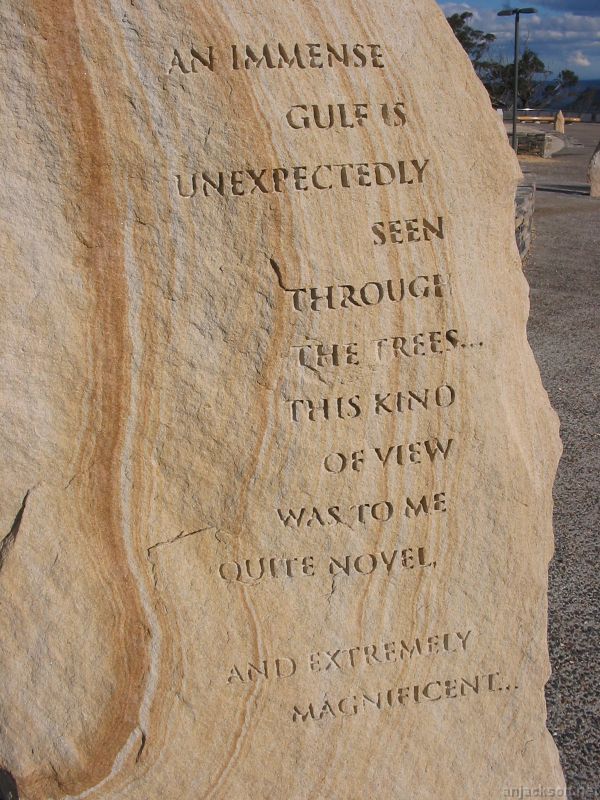 AN IMMENSE
GULF IS
UNEXPECTEDLY
SEEN
THROUGH
THE TREES...
THIS KIND
OF VIEW
WAS TO ME
QUITE NOVEL,
AND EXTREMELY
MAGNIFICENT...
anjackson.net